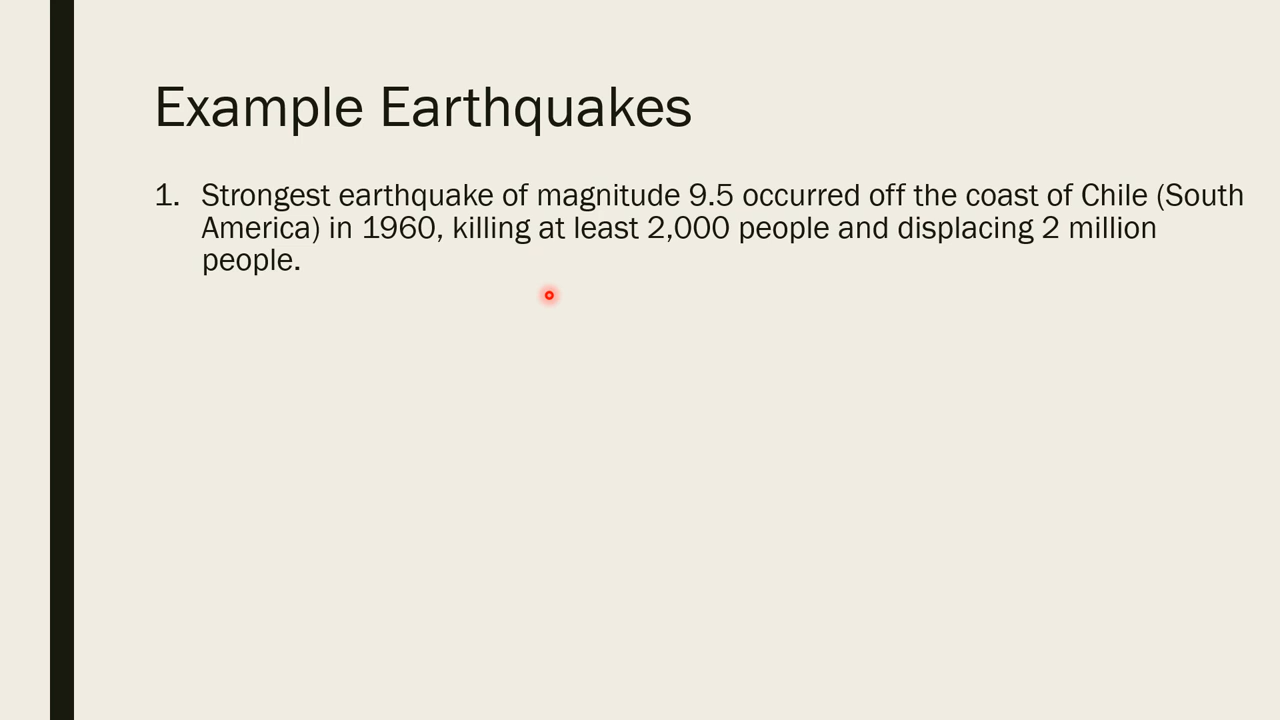 Example Earthquakes
1. Strongest earthquake of magnitude 9.5 occurred off the coast of Chile (South
America) in 1960, killing at least 2,000 people and displacing 2 million
people.